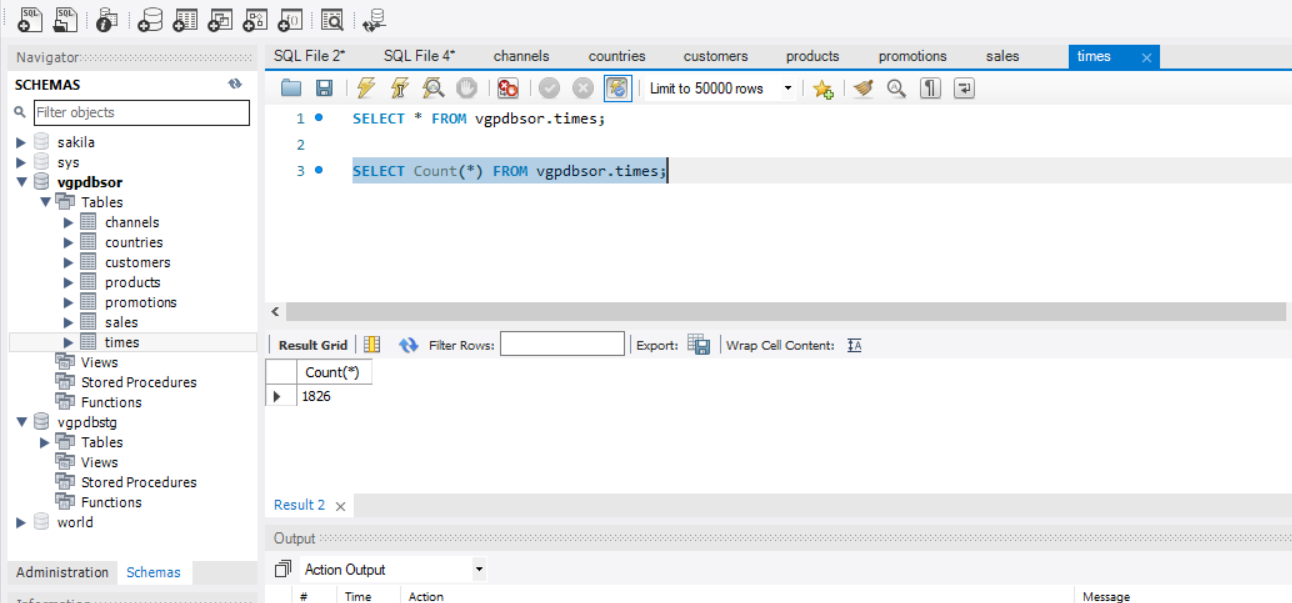 SQL SQL
Navigator
SCHEMAS
Filter objects
sakila
sys
vgpdbsor
Tables
channels
countries
customers
products
promotions
sales
times
Views
Stored Procedures
Functions
vgpdbstg
Tables
Views
Stored Procedures
Functions
world
Administration Schemas
Information
SQL File 2* SQL File 4* channels countries customers products promotions sales times
Limit to 50000 rows
1 SELECT * FROM vgpdbsor.times;
2
3 SELECT Count(*) FROM vgpdbsor.times;
Result Grid Filter Rows: Export: Wrap Cell Content:
Count(*)
1826
Result 2
Output
Action Output
# Time Action Message